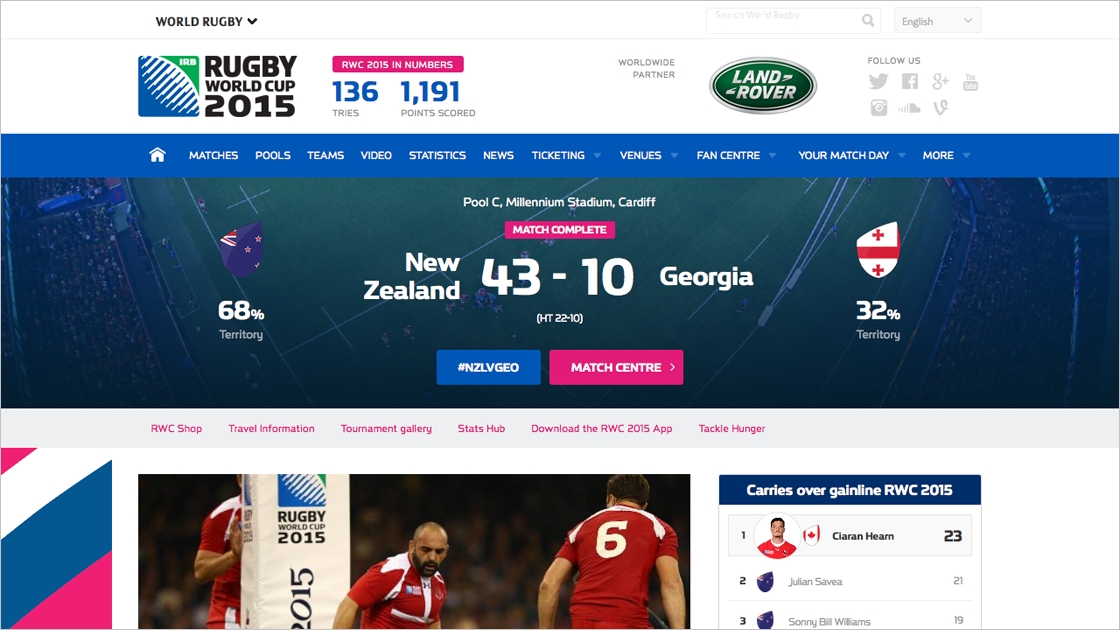 WORLD RUGBY
Search World Rugby
English
IRB
RUGBY
WORLD CUP
2015
RWC 2015 IN NUMBERS
136
1,191
TRIES
POINTS SCORED
WORLDWIDE
PARTNER
LAND
ROVER
FOLLOW US
g+
You
Tube
MATCHES POOLS TEAMS VIDEO STATISTICS NEWS TICKETING VENUES FAN CENTRE YOUR MATCH DAY MORE
Pool C, Millennium Stadium, Cardiff
MATCH COMPLETE
New
Zealand
43 - 10
Georgia
(HT 22-10)
68%
Territory
32%
Territory
#NZLVGEO
MATCH CENTRE
RWC Shop Travel Information Tournament gallery Stats Hub Download the RWC 2015 App Tackle Hunger
RUGBY
WORLD CUP
2015
2015
6
Carries over gainline RWC 2015
1 Ciaran Hearn 23
2 Julian Savea 21
3 Sonny Bill Williams 19